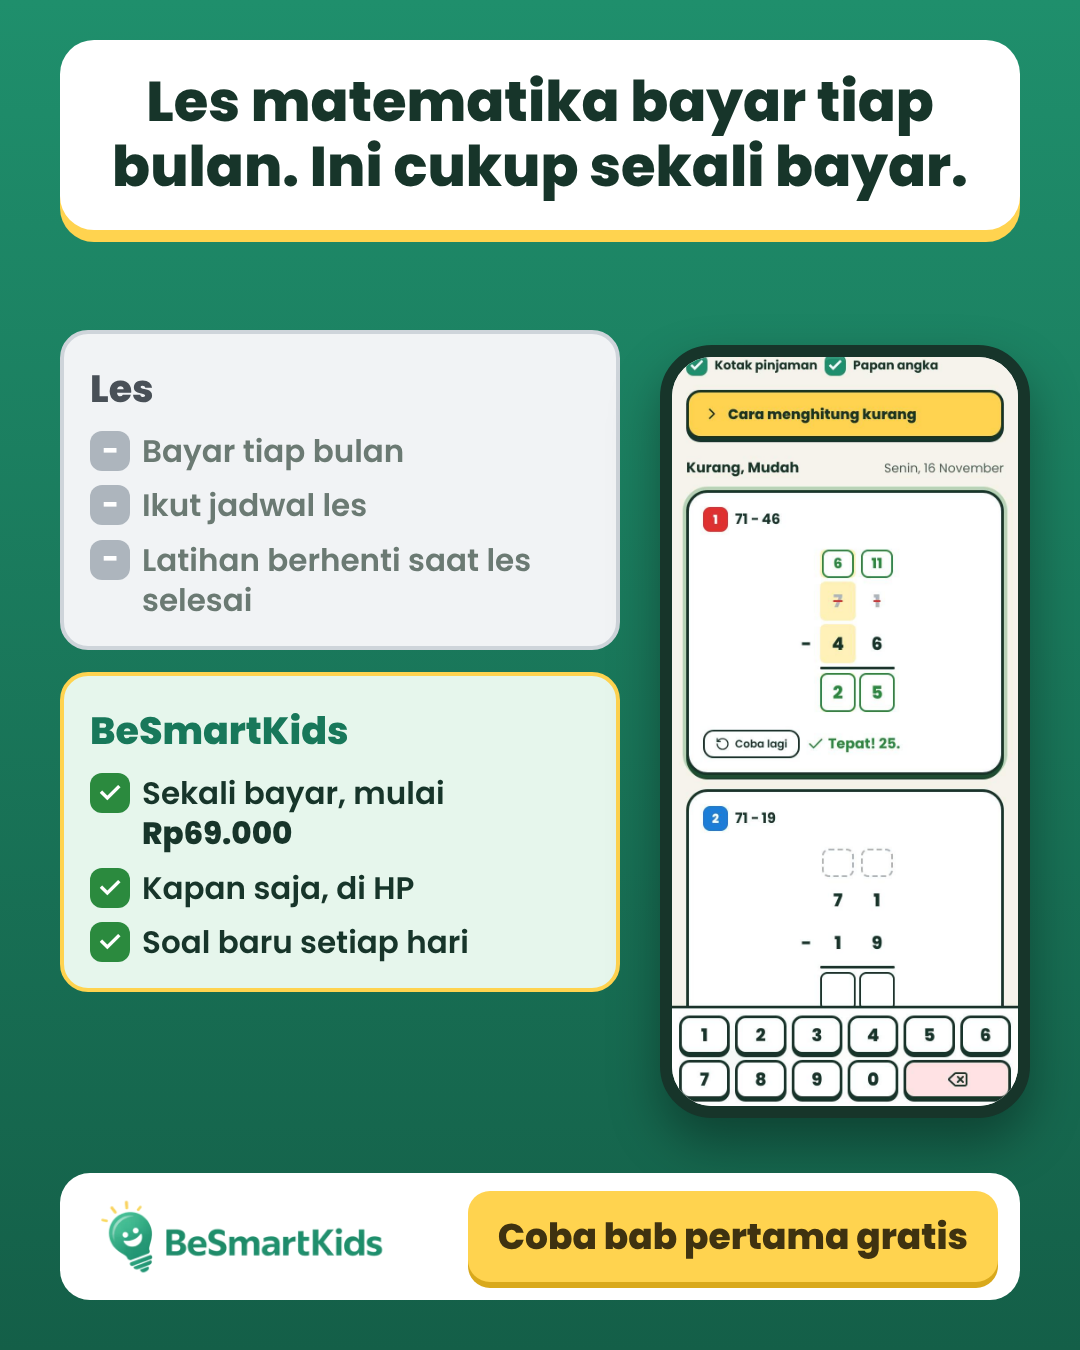 Les matematika bayar tiap
bulan. Ini cukup sekali bayar.
Les
Bayar tiap bulan
Ikut jadwal les
Latihan berhenti saat les
selesai
BeSmartKids
Sekali bayar, mulai
Rp69.000
Kapan saja, di HP
Soal baru setiap hari
Kotak pinjaman Papan angka
Cara menghitung kurang
Kurang, Mudah Senin, 16 November
1 71 - 46
6 11
7 1
- 4 6
2 5
Coba lagi Tepat! 25.
2 71 - 19
7 1
- 1 9
1 2 3 4 5 6
7 8 9 0
BeSmartKids
Coba bab pertama gratis